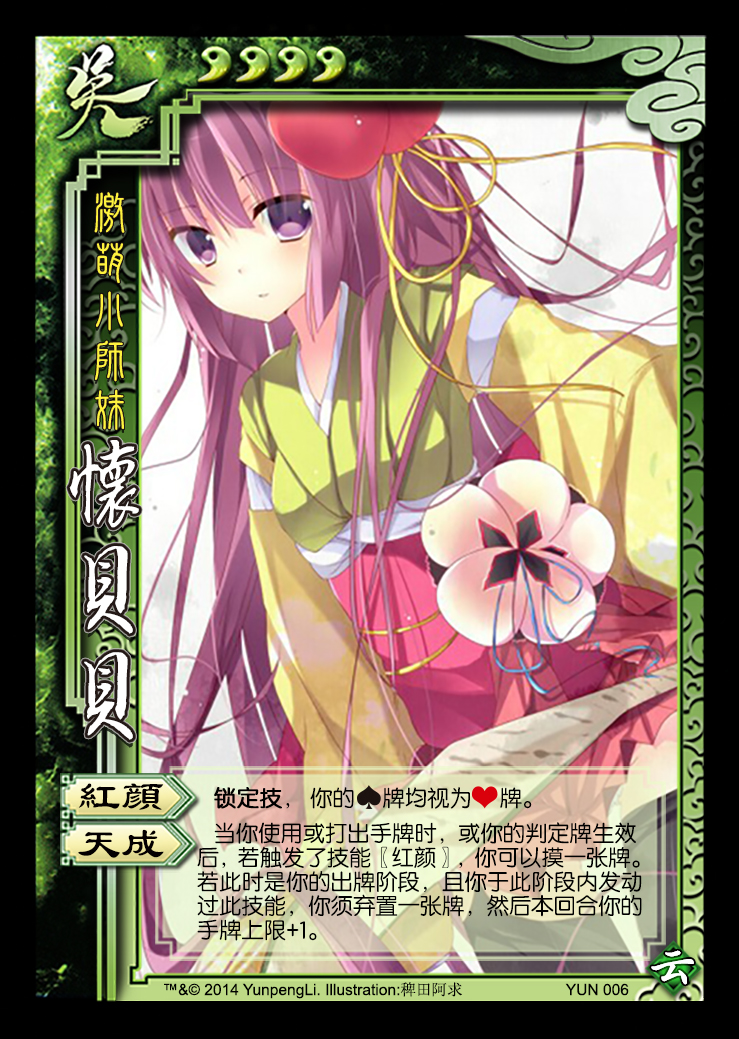 吴
激萌小師妹
懷貝貝
紅顔
锁定技，你的♠牌均视为♥牌。
天成
当你使用或打出手牌时，或你的判定牌生效
后，若触发了技能〖红颜〗，你可以摸一张牌。
若此时是你的出牌阶段，且你于此阶段内发动
过此技能，你须弃置一张牌，然后本回合你的
手牌上限+1。
云
™&© 2014 YunpengLi. Illustration:稗田阿求
YUN 006